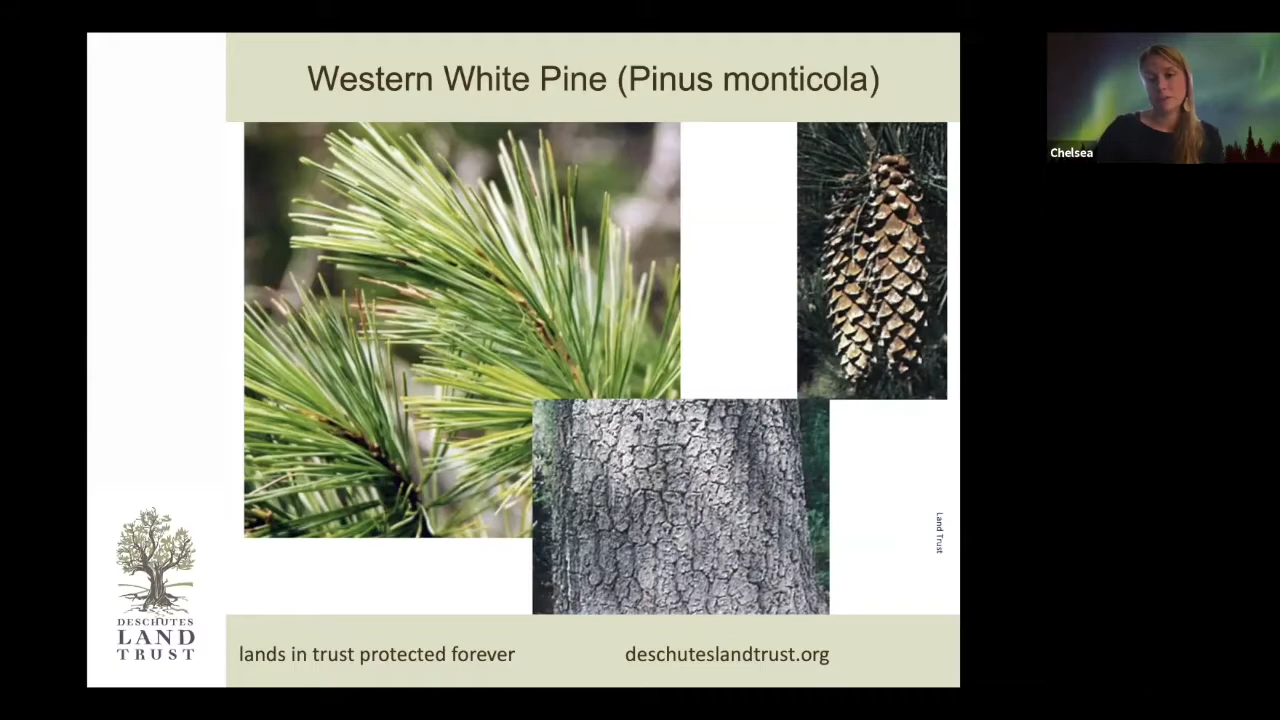 Western White Pine (Pinus monticola)
Chelsea
Land Trust
DESCHUTES
LAND
TRUST
lands in trust protected forever
deschuteslandtrust.org